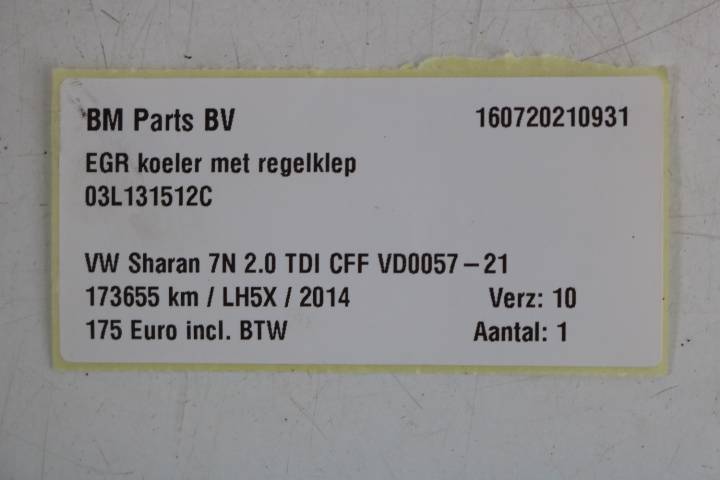 BM Parts BV 160720210931
EGR koeler met regelklep
03L131512C
VW Sharan 7N 2.0 TDI CFF VD0057-21
173655 km / LH5X / 2014 Verz: 10
175 Euro incl. BTW Aantal: 1